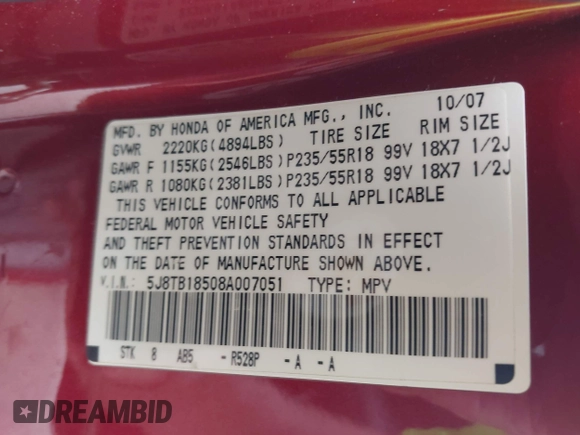 MFD. BY HONDA OF AMERICA MFG., INC. 10/07
GVWR 2220KG(4894LBS) TIRE SIZE RIM SIZE
GAWR F 1155KG(2546LBS)P235/55R18 99V 18X7 1/2J
GAWR R 1080KG(2381LBS)P235/55R18 99V 18X7 1/2J
THIS VEHICLE CONFORMS TO ALL APPLICABLE
FEDERAL MOTOR VEHICLE SAFETY
AND THEFT PREVENTION STANDARDS IN EFFECT
ON THE DATE OF MANUFACTURE SHOWN ABOVE.
V.I.N.: 5J8TB18508A007051 TYPE: MPV
STK 8 AB5 - R528P - A - A
DREAMBID